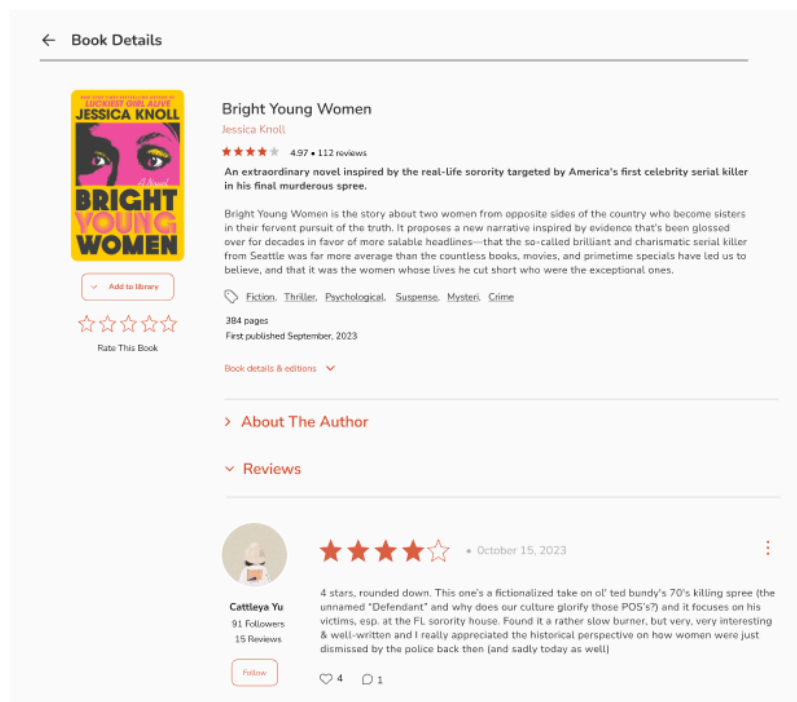 Book Details
NEW YORK TIMES BESTSELLING AUTHOR OF
LUCKIEST GIRL ALIVE
JESSICA KNOLL
A Novel
BRIGHT
YOUNG
WOMEN
Add to library
Rate This Book
Bright Young Women
Jessica Knoll
4.97 • 112 reviews
An extraordinary novel inspired by the real-life sorority targeted by America's first celebrity serial killer
in his final murderous spree.
Bright Young Women is the story about two women from opposite sides of the country who become sisters
in their fervent pursuit of the truth. It proposes a new narrative inspired by evidence that's been glossed
over for decades in favor of more salable headlines—that the so-called brilliant and charismatic serial killer
from Seattle was far more average than the countless books, movies, and primetime specials have led us to
believe, and that it was the women whose lives he cut short who were the exceptional ones.
Fiction, Thriller, Psychological, Suspense, Mysteri, Crime
384 pages
First published September, 2023
Book details & editions
About The Author
Reviews
Cattleya Yu
91 Followers
15 Reviews
Follow
• October 15, 2023
4 stars, rounded down. This one's a fictionalized take on ol' ted bundy's 70's killing spree (the
unnamed "Defendant" and why does our culture glorify those POS's?) and it focuses on his
victims, esp. at the FL sorority house. Found it a rather slow burner, but very, very interesting
& well-written and I really appreciated the historical perspective on how women were just
dismissed by the police back then (and sadly today as well)
4 1